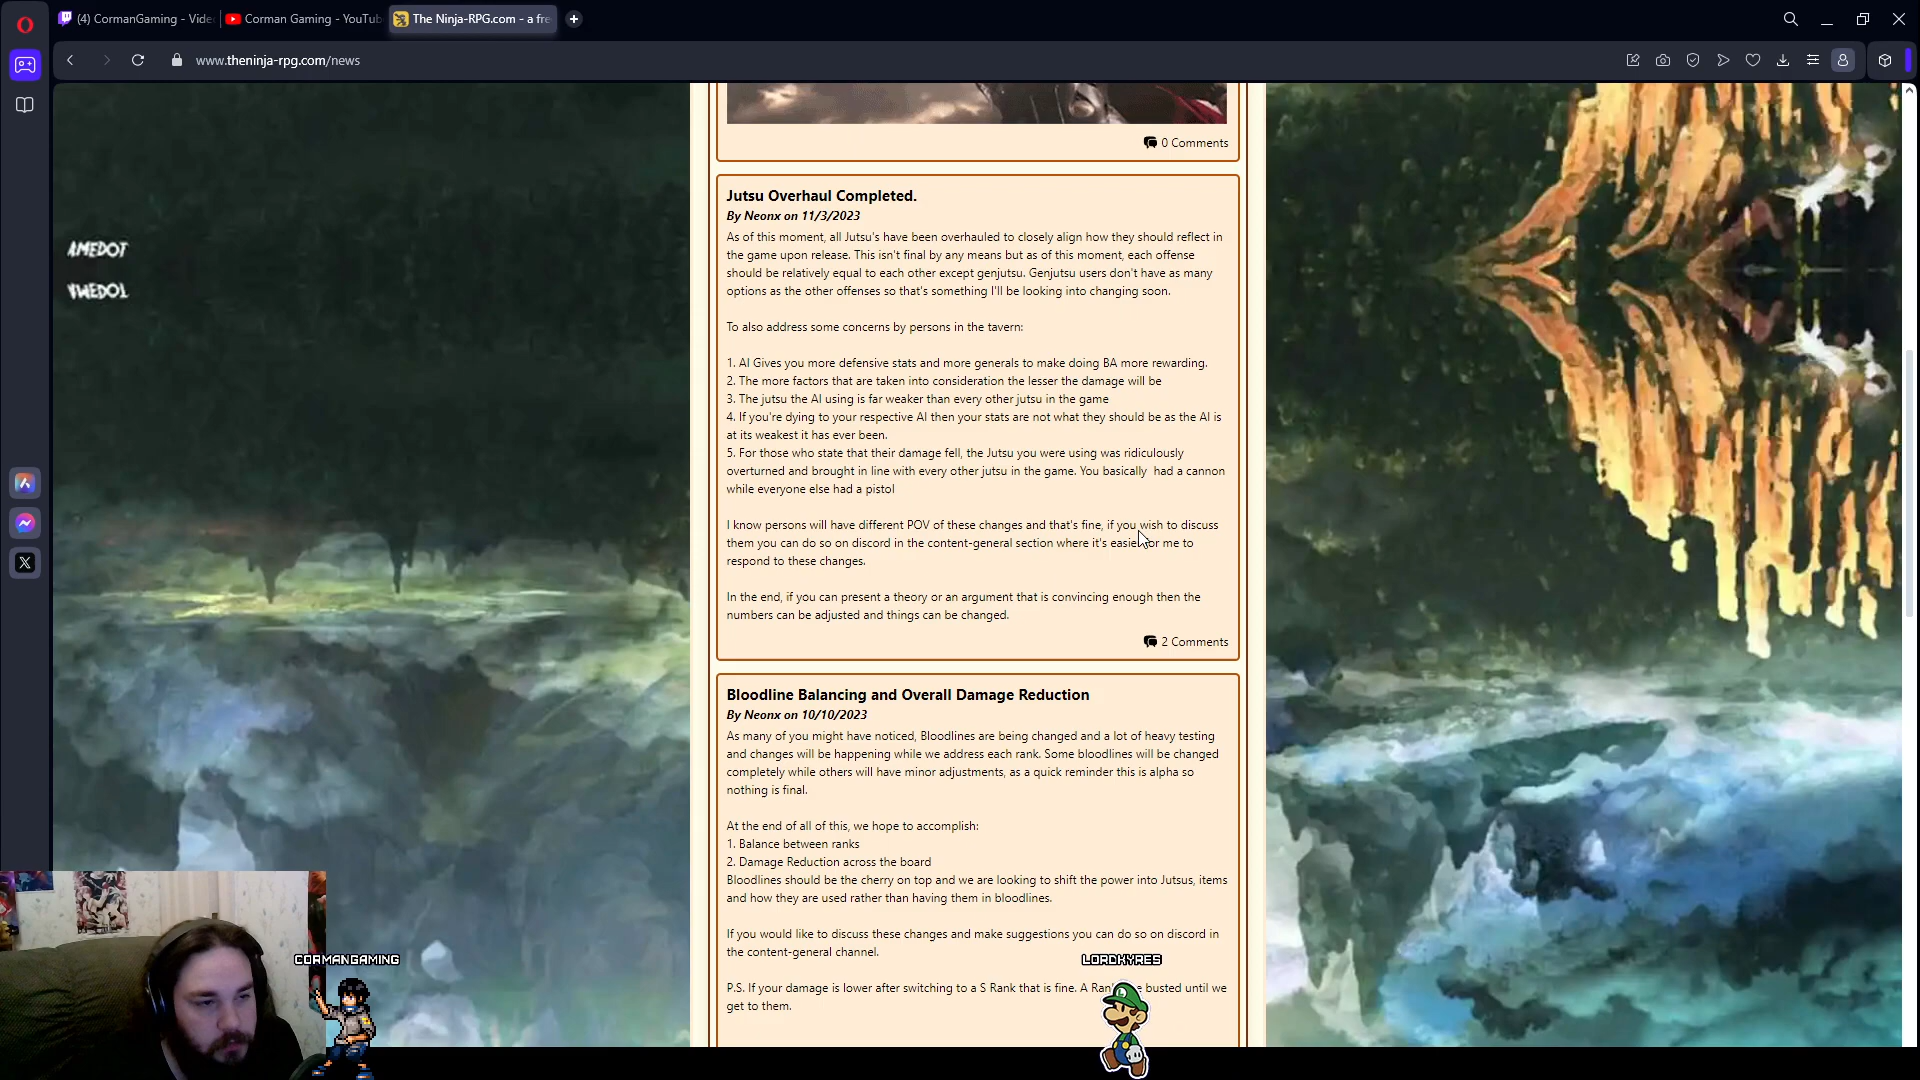 (4) CormanGaming - Vide
Corman Gaming - YouTub
The Ninja-RPG.com - a fre
www.theninja-rpg.com/news
0 Comments
Jutsu Overhaul Completed.
By Neonx on 11/3/2023
As of this moment, all Jutsu's have been overhauled to closely align how they should reflect in
the game upon release. This isn't final by any means but as of this moment, each offense
should be relatively equal to each other except genjutsu. Genjutsu users don't have as many
options as the other offenses so that's something I'll be looking into changing soon.
To also address some concerns by persons in the tavern:
1. AI Gives you more defensive stats and more generals to make doing BA more rewarding.
2. The more factors that are taken into consideration the lesser the damage will be
3. The jutsu the AI using is far weaker than every other jutsu in the game
4. If you're dying to your respective AI then your stats are not what they should be as the AI is
at its weakest it has ever been.
5. For those who state that their damage fell, the Jutsu you were using was ridiculously
overturned and brought in line with every other jutsu in the game. You basically had a cannon
while everyone else had a pistol
I know persons will have different POV of these changes and that's fine, if you wish to discuss
them you can do so on discord in the content-general section where it's easier for me to
respond to these changes.
In the end, if you can present a theory or an argument that is convincing enough then the
numbers can be adjusted and things can be changed.
2 Comments
Bloodline Balancing and Overall Damage Reduction
By Neonx on 10/10/2023
As many of you might have noticed, Bloodlines are being changed and a lot of heavy testing
and changes will be happening while we address each rank. Some bloodlines will be changed
completely while others will have minor adjustments, as a quick reminder this is alpha so
nothing is final.
At the end of all of this, we hope to accomplish:
1. Balance between ranks
2. Damage Reduction across the board
Bloodlines should be the cherry on top and we are looking to shift the power into Jutsus, items
and how they are used rather than having them in bloodlines.
If you would like to discuss these changes and make suggestions you can do so on discord in
the content-general channel.
P.S. If your damage is lower after switching to a S Rank that is fine. A Ran e busted until we
get to them.
CORMANGAMING
LORDKYRES